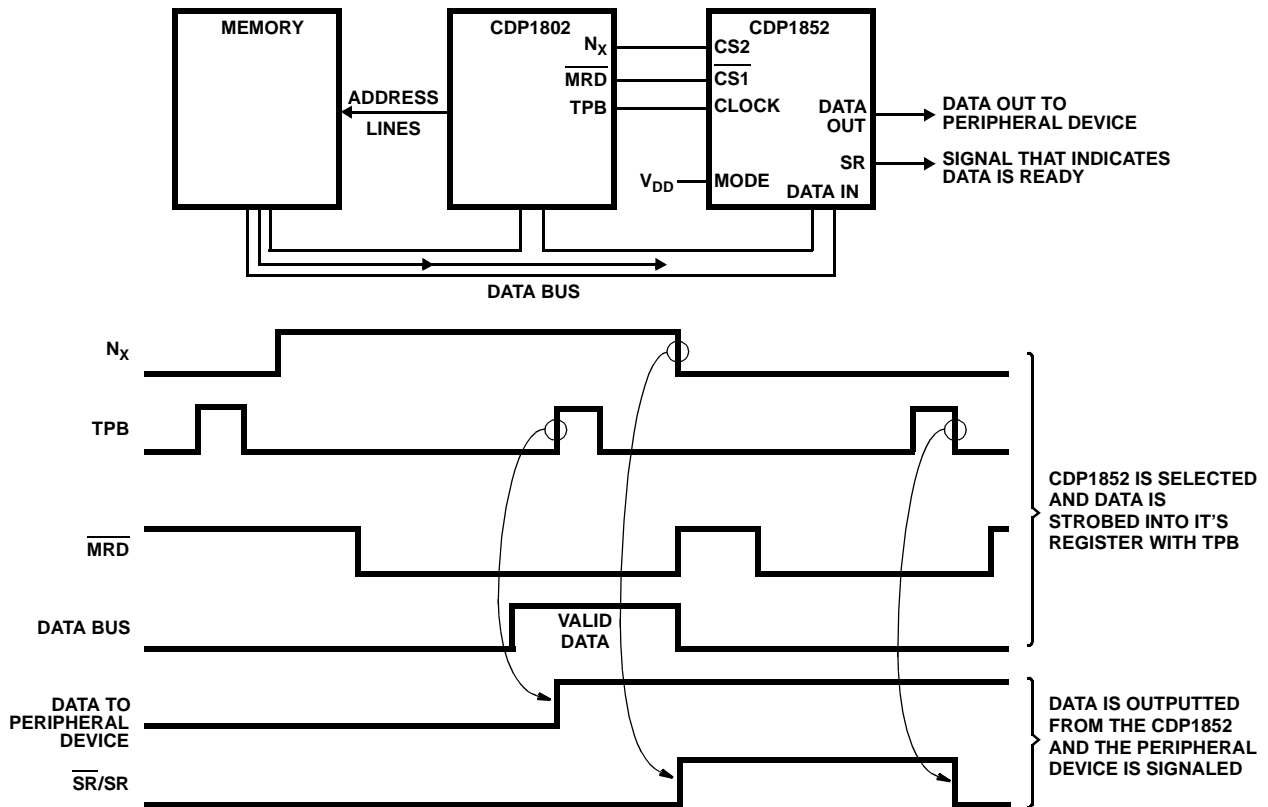 MEMORY
CDP1802
CDP1852
NX
MRD
TPB
CS2
CS1
CLOCK
DATA
OUT
SR
MODE
DATA IN
VDD
ADDRESS
LINES
DATA OUT TO
PERIPHERAL DEVICE
SIGNAL THAT INDICATES
DATA IS READY
DATA BUS
NX
TPB
MRD
DATA BUS
VALID
DATA
CDP1852 IS SELECTED
AND DATA IS
STROBED INTO IT'S
REGISTER WITH TPB
DATA TO
PERIPHERAL
DEVICE
SR/SR
DATA IS OUTPUTTED
FROM THE CDP1852
AND THE PERIPHERAL
DEVICE IS SIGNALED